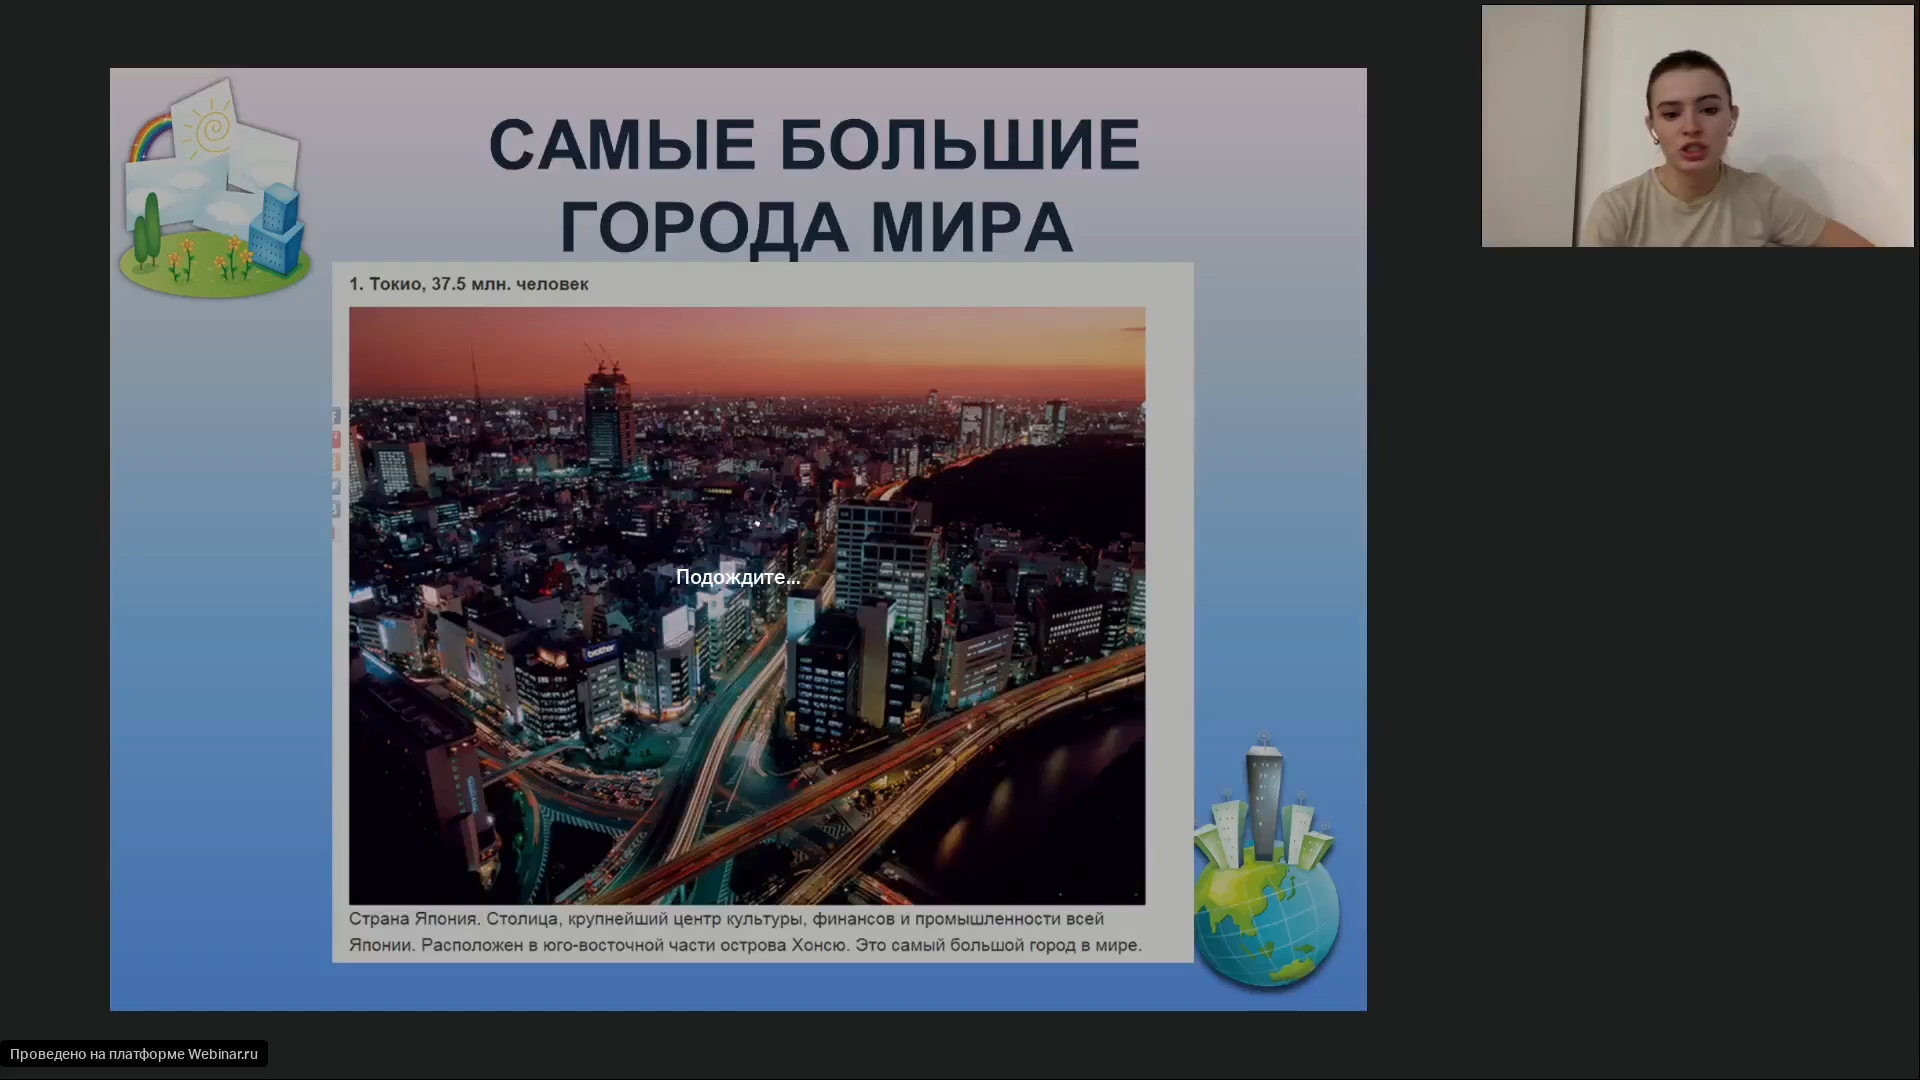 САМЫЕ БОЛЬШИЕ
ГОРОДА МИРА
1. Токио, 37.5 млн. человек
Подождите...
brother
Страна Япония. Столица, крупнейший центр культуры, финансов и промышленности всей
Японии. Расположен в юго-восточной части острова Хонсю. Это самый большой город в мире.
Проведено на платформе Webinar.ru